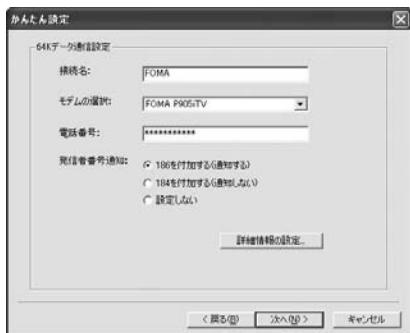 かんたん設定
64Kデータ通信設定
接続名: FOMA
モデムの選択: FOMA P905iTV
電話番号: ***********
発信者番号通知: 186を付加する(通知する)
184を付加する(通知しない)
設定しない
詳細情報の設定...
< 戻る(B) 次へ(N) > キャンセル